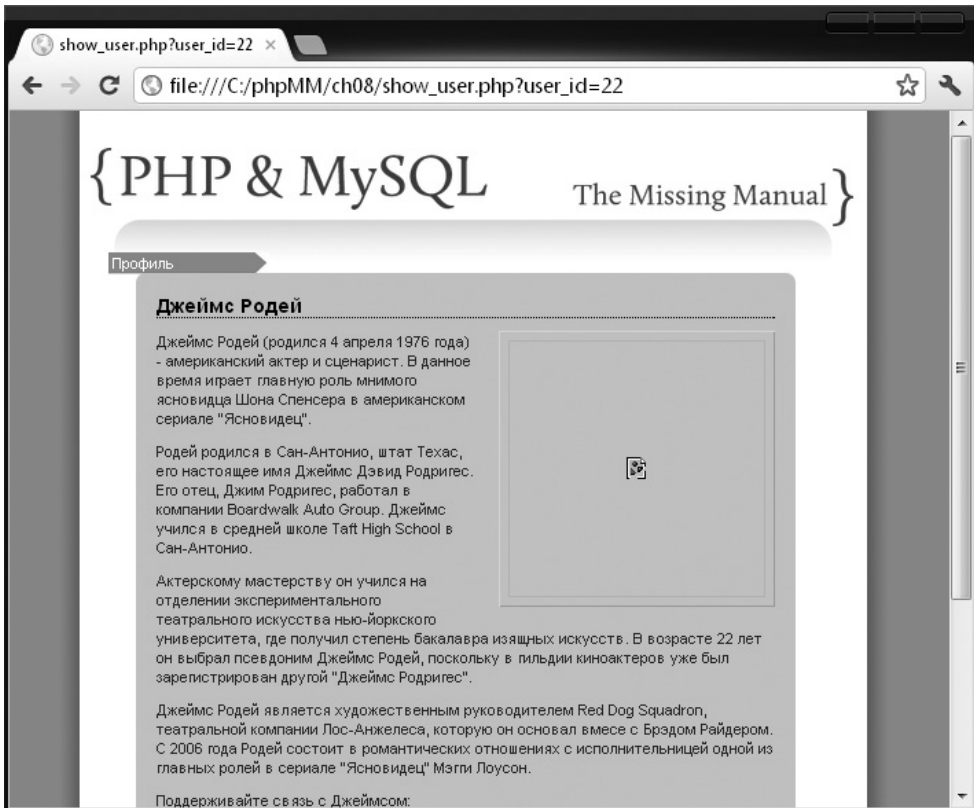 show_user.php?user_id=22
file:///C:/phpMM/ch08/show_user.php?user_id=22
{PHP & MySQL
The Missing Manual}
Профиль
Джеймс Родей
Джеймс Родей (родился 4 апреля 1976 года)
- американский актер и сценарист. В данное
время играет главную роль мнимого
ясновидца Шона Спенсера в американском
сериале "Ясновидец".
Родей родился в Сан-Антонио, штат Техас,
его настоящее имя Джеймс Дэвид Родригес.
Его отец, Джим Родригес, работал в
компании Boardwalk Auto Group. Джеймс
учился в средней школе Taft High School в
Сан-Антонио.
Актерскому мастерству он учился на
отделении экспериментального
театрального искусства нью-йоркского
университета, где получил степень бакалавра изящных искусств. В возрасте 22 лет
он выбрал псевдоним Джеймс Родей, поскольку в гильдии киноактеров уже был
зарегистрирован другой "Джеймс Родригес".
Джеймс Родей является художественным руководителем Red Dog Squadron,
театральной компании Лос-Анжелеса, которую он основал вмесе с Брэдом Райдером.
С 2006 года Родей состоит в романтических отношениях с исполнительницей одной из
главных ролей в сериале "Ясновидец" Мэгги Лоусон.
Поддерживайте связь с Джеймсом: